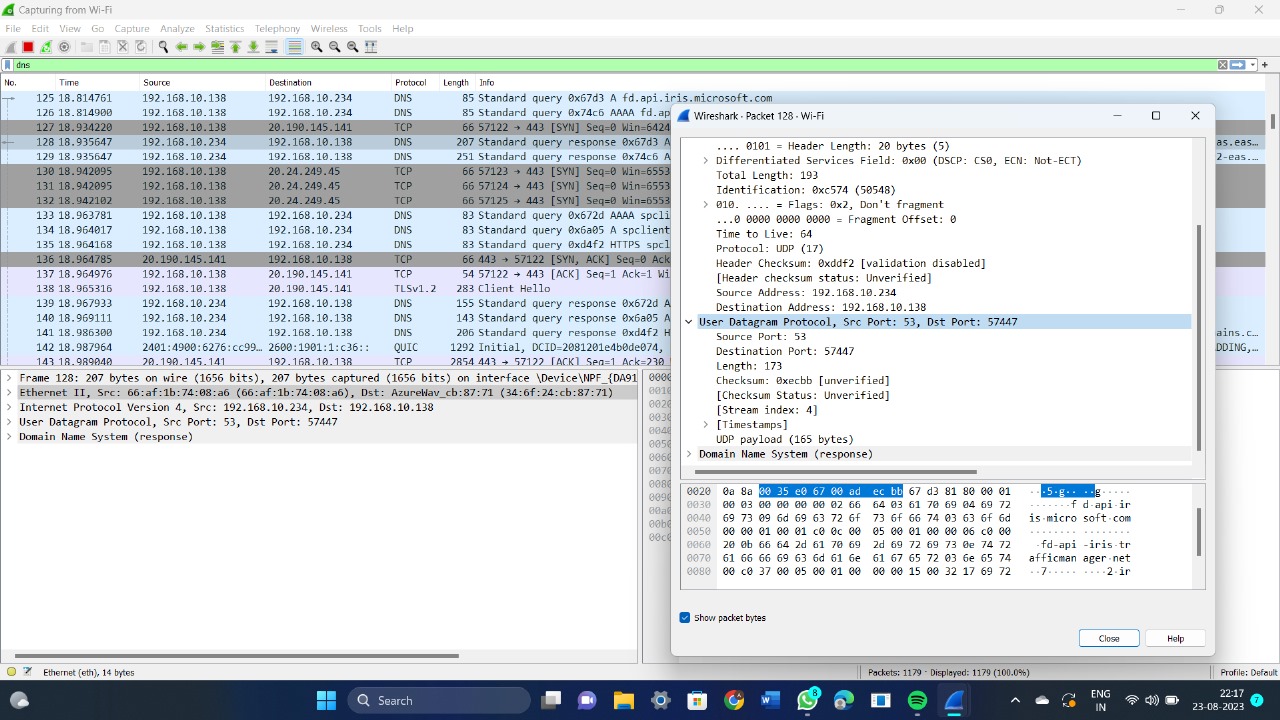 Capturing from Wi-Fi
File Edit View Go Capture Analyze Statistics Telephony Wireless Tools Help
dns
No. Time Source Destination Protocol Length Info
125 18.814761 192.168.10.138 192.168.10.234 DNS 85 Standard query 0x67d3 A fd.api.iris.microsoft.com
126 18.814900 192.168.10.138 192.168.10.234 DNS 85 Standard query 0x74c6 AAAA fd.ap
127 18.934220 192.168.10.138 20.190.145.141 TCP 66 57122 → 443 [SYN] Seq=0 Win=6424
128 18.935647 192.168.10.234 192.168.10.138 DNS 207 Standard query response 0x67d3 A as.eas...
129 18.935647 192.168.10.234 192.168.10.138 DNS 251 Standard query response 0x74c6 A 2-eas...
130 18.942095 192.168.10.138 20.24.249.45 TCP 66 57123 → 443 [SYN] Seq=0 Win=6553
131 18.942095 192.168.10.138 20.24.249.45 TCP 66 57124 → 443 [SYN] Seq=0 Win=6553
132 18.942102 192.168.10.138 20.24.249.45 TCP 66 57125 → 443 [SYN] Seq=0 Win=6553
133 18.963781 192.168.10.138 192.168.10.234 DNS 83 Standard query 0x672d AAAA spcli
134 18.964017 192.168.10.138 192.168.10.234 DNS 83 Standard query 0x6a05 A spclient
135 18.964168 192.168.10.138 192.168.10.234 DNS 83 Standard query 0xd4f2 HTTPS spcl
136 18.964785 20.190.145.141 192.168.10.138 TCP 66 443 → 57122 [SYN, ACK] Seq=0 Ack
137 18.964976 192.168.10.138 20.190.145.141 TCP 54 57122 → 443 [ACK] Seq=1 Ack=1 Wi
138 18.965316 192.168.10.138 20.190.145.141 TLSv1.2 283 Client Hello
139 18.967933 192.168.10.234 192.168.10.138 DNS 155 Standard query response 0x672d A
140 18.969111 192.168.10.234 192.168.10.138 DNS 143 Standard query response 0x6a05 A
141 18.986300 192.168.10.234 192.168.10.138 DNS 206 Standard query response 0xd4f2 H ains.c...
142 18.987964 2401:4900:6276:cc99... 2600:1901:1:c36:: QUIC 1292 Initial, DCID=2081201e4b0de074, DDING,...
143 18.989040 20.190.145.141 192.168.10.138 TCP 2854 443 → 57122 [ACK] Seq=1 Ack=230
Frame 128: 207 bytes on wire (1656 bits), 207 bytes captured (1656 bits) on interface \Device\NPF_{DA91
Ethernet II, Src: 66:af:1b:74:08:a6 (66:af:1b:74:08:a6), Dst: AzureWav_cb:87:71 (34:6f:24:cb:87:71)
Internet Protocol Version 4, Src: 192.168.10.234, Dst: 192.168.10.138
User Datagram Protocol, Src Port: 53, Dst Port: 57447
Domain Name System (response)
0000
0010
0020
0030
0040
0050
0060
0070
0080
0090
00a0
00b0
00c0
Wireshark · Packet 128 · Wi-Fi
.... 0101 = Header Length: 20 bytes (5)
Differentiated Services Field: 0x00 (DSCP: CS0, ECN: Not-ECT)
Total Length: 193
Identification: 0xc574 (50548)
010. .... = Flags: 0x2, Don't fragment
...0 0000 0000 0000 = Fragment Offset: 0
Time to Live: 64
Protocol: UDP (17)
Header Checksum: 0xddf2 [validation disabled]
[Header checksum status: Unverified]
Source Address: 192.168.10.234
Destination Address: 192.168.10.138
User Datagram Protocol, Src Port: 53, Dst Port: 57447
Source Port: 53
Destination Port: 57447
Length: 173
Checksum: 0xecbb [unverified]
[Checksum Status: Unverified]
[Stream index: 4]
[Timestamps]
UDP payload (165 bytes)
Domain Name System (response)
0020 0a 8a 00 35 e0 67 00 ad ec bb 67 d3 81 80 00 01 ···5·g·· ··g·····
0030 00 03 00 00 00 00 02 66 64 03 61 70 69 04 69 72 ·······f d·api·ir
0040 69 73 09 6d 69 63 72 6f 73 6f 66 74 03 63 6f 6d is·micro soft·com
0050 00 00 01 00 01 c0 0c 00 05 00 01 00 00 06 c0 00 ········ ········
0060 20 0b 66 64 2d 61 70 69 2d 69 72 69 73 0e 74 72 ·fd-api -iris·tr
0070 61 66 66 69 63 6d 61 6e 61 67 65 72 03 6e 65 74 afficman ager·net
0080 00 c0 37 00 05 00 01 00 00 00 15 00 32 17 69 72 ··7····· ····2·ir
Show packet bytes
Close Help
Ethernet (eth), 14 bytes
Packets: 1179 · Displayed: 1179 (100.0%)
Profile: Default
Search
8
ENG
IN
22:17
23-08-2023
7